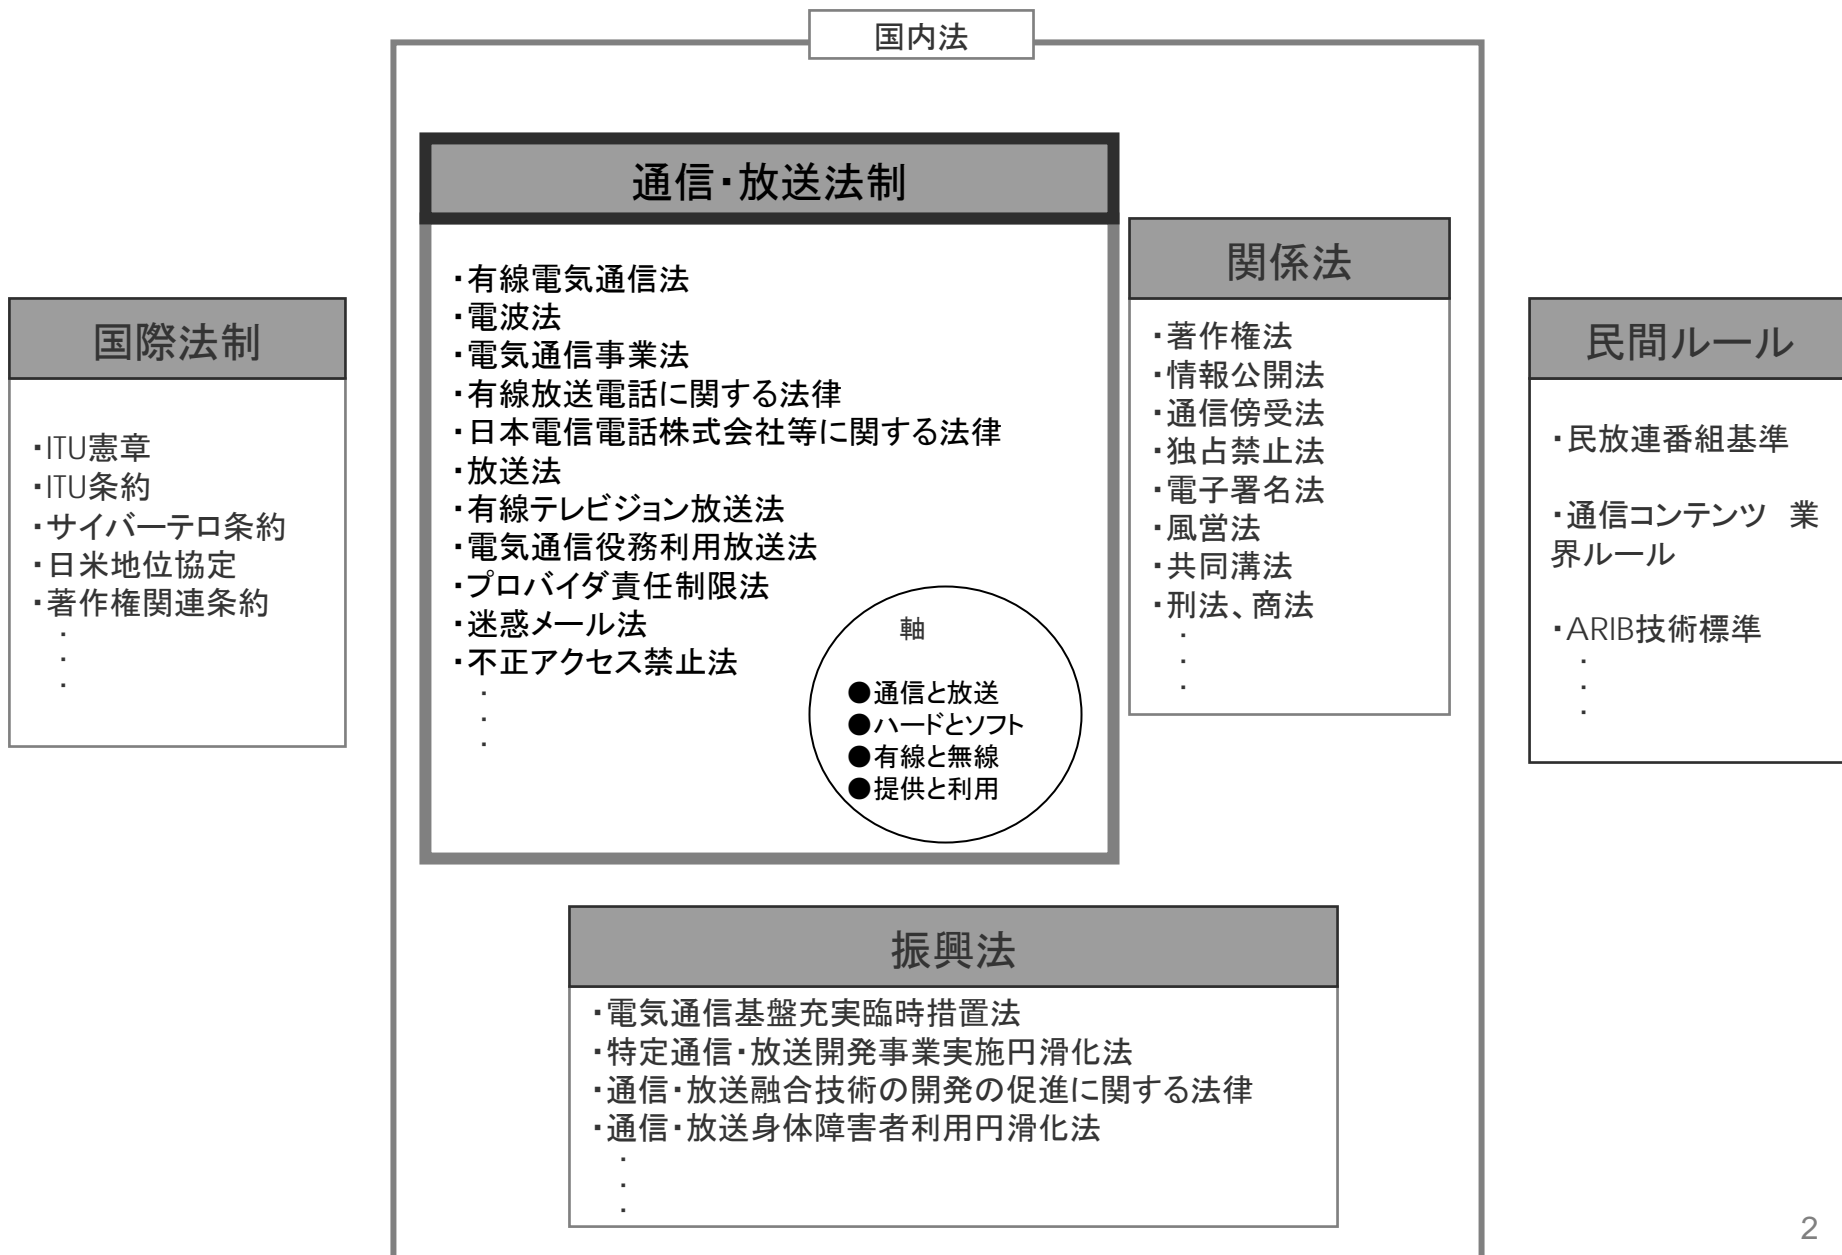 国内法
通信・放送法制
・有線電気通信法
・電波法
・電気通信事業法
・有線放送電話に関する法律
・日本電信電話株式会社等に関する法律
・放送法
・有線テレビジョン放送法
・電気通信役務利用放送法
・プロバイダ責任制限法
・迷惑メール法
・不正アクセス禁止法
・
・
・
軸
●通信と放送
●ハードとソフト
●有線と無線
●提供と利用
関係法
・著作権法
・情報公開法
・通信傍受法
・独占禁止法
・電子署名法
・風営法
・共同溝法
・刑法、商法
・
・
・
国際法制
・ITU憲章
・ITU条約
・サイバーテロ条約
・日米地位協定
・著作権関連条約
・
・
・
民間ルール
・民放連番組基準
・通信コンテンツ　業
界ルール
・ARIB技術標準
・
・
・
振興法
・電気通信基盤充実臨時措置法
・特定通信・放送開発事業実施円滑化法
・通信・放送融合技術の開発の促進に関する法律
・通信・放送身体障害者利用円滑化法
・
・
・
2